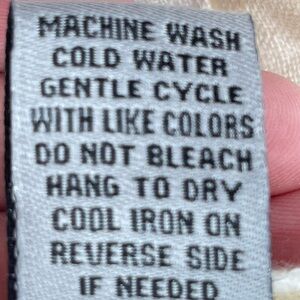 MACHINE WASH
COLD WATER
GENTLE CYCLE
WITH LIKE COLORS
DO NOT BLEACH
HANG TO DRY
COOL IRON ON
REVERSE SIDE
IF NEEDED